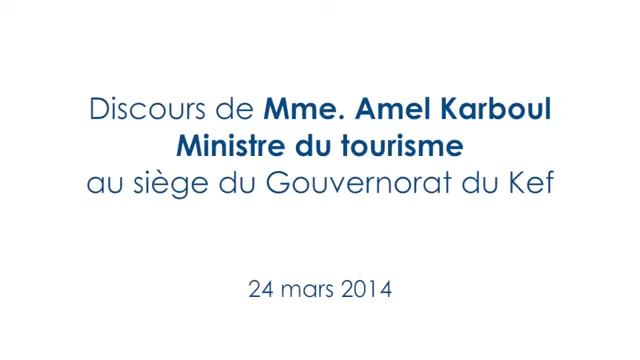 Discours de Mme. Amel Karboul
Ministre du tourisme
au siège du Gouvernorat du Kef
24 mars 2014